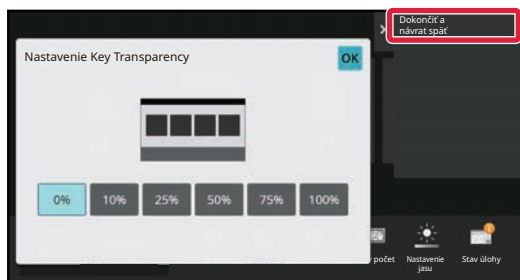 Dokončiť a
návrat späť
Nastavenie Key Transparency
OK
0%
10%
25%
50%
75%
100%
počet
Nastavenie
jasu
Stav úlohy